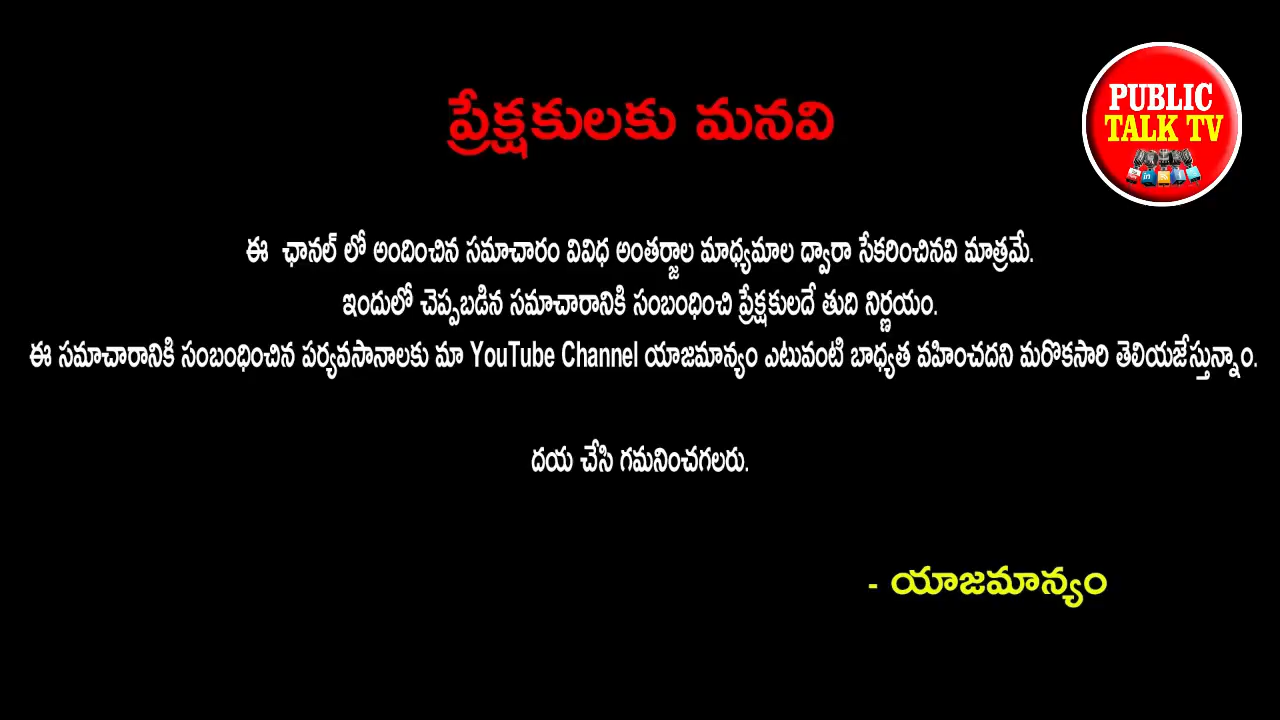 PUBLIC
TALK TV
ప్రేక్షకులకు మనవి
ఈ ఛానల్ లో అందించిన సమాచారం వివిధ అంతర్జాల మాధ్యమాల ద్వారా సేకరించినవి మాత్రమే.
ఇందులో చెప్పబడిన సమాచారానికి సంబంధించి ప్రేక్షకులదే తుది నిర్ణయం.
ఈ సమాచారానికి సంబంధించిన పర్యవసానాలకు మా YouTube Channel యాజమాన్యం ఎటువంటి బాధ్యత వహించదని మరొకసారి తెలియజేస్తున్నాం.
దయ చేసి గమనించగలరు.
- యాజమాన్యం